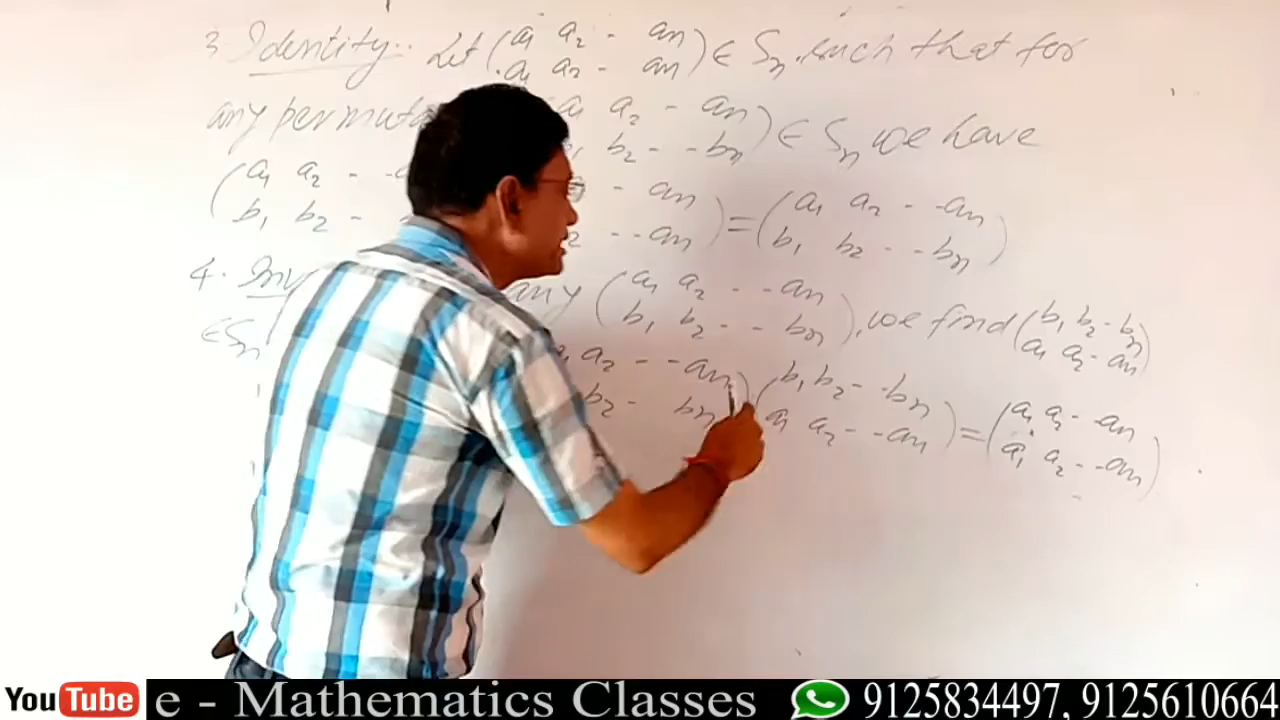 3. Identity.. Let (a1 a2 - an / a1 a2 - an) ∈ Sn such that for
any permuta a1 a2 - an / b2 - - bn) ∈ Sn we have
(a1 a2 - - / b1 b2 - - an / - - an) = (a1 a2 - - an / b1 b2 - - bn)
4. any (a1 a2 - - an / b1 b2 - - bn), we find (b1 b2 - bn / a1 a2 - an)
∈ Sn a2 - - an / b2 - bn) (b1 b2 - - bn / a1 a2 - - an) = (a1 a2 - an / a1 a2 - - an)
YouTube e - Mathematics Classes 9125834497, 9125610664